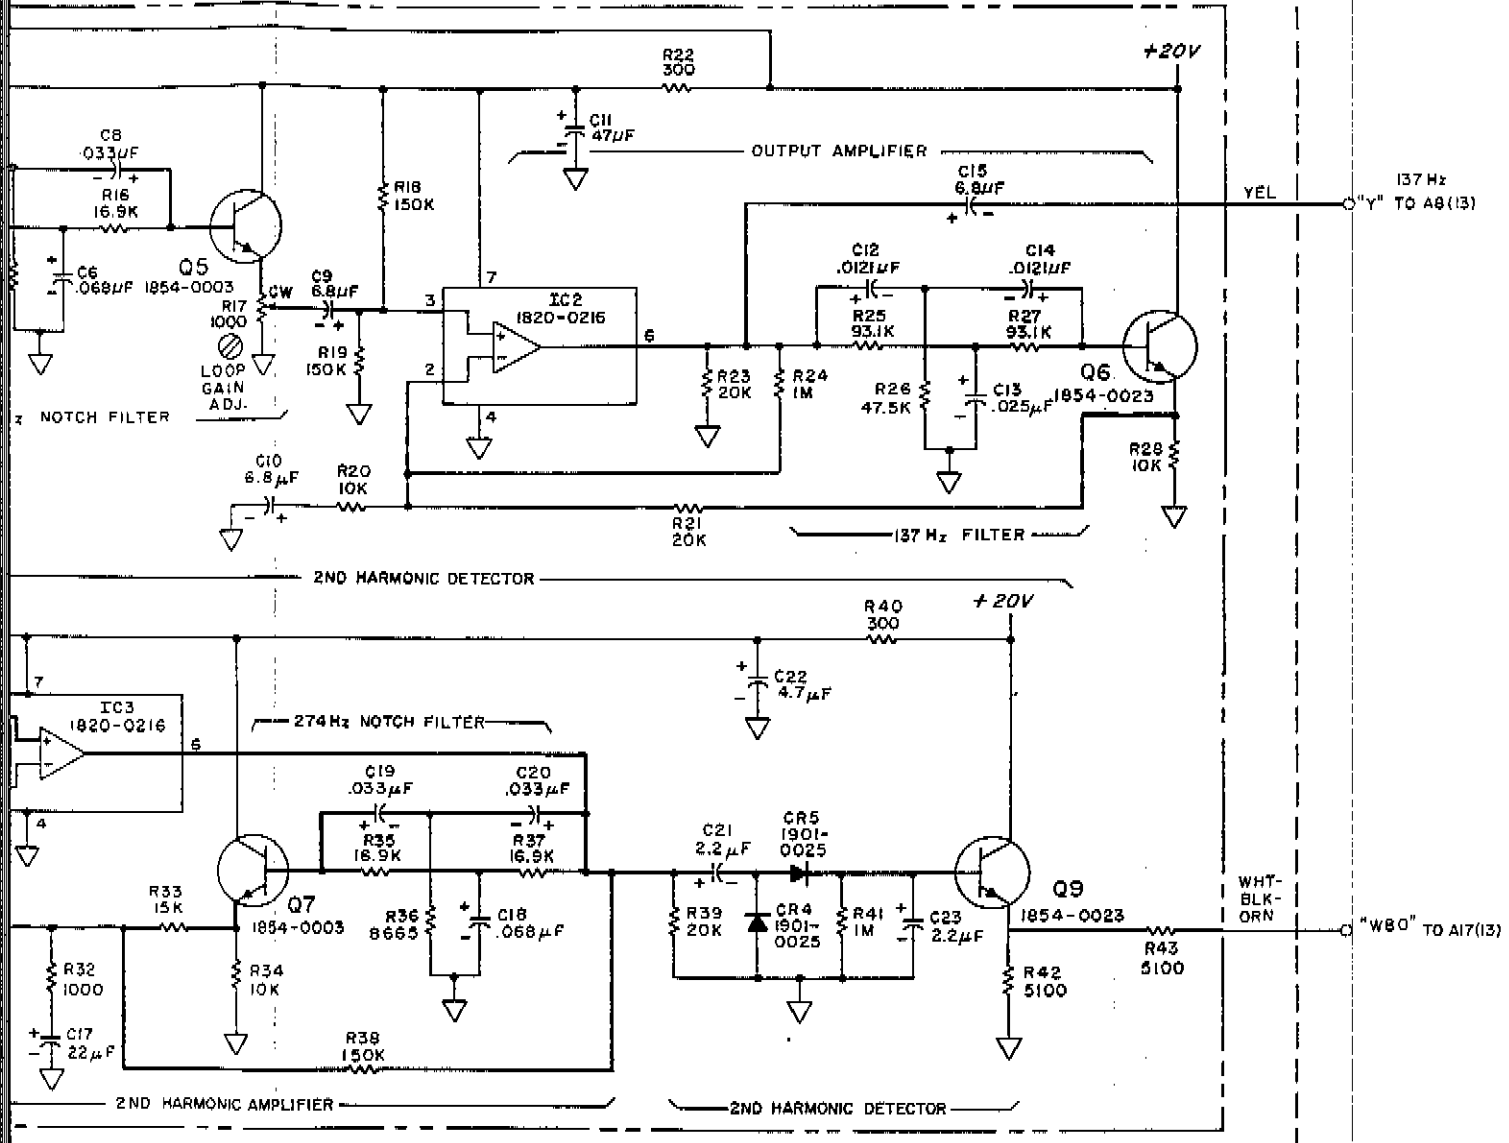 +20V
R22
300
C11
47µF
OUTPUT AMPLIFIER
C8
.033µF
R16
16.9K
C15
6.8µF
YEL
137 Hz
"Y" TO A8(13)
R18
150K
C12
.0121µF
C14
.0121µF
C6
.068µF
Q5
1854-0003
CW
C9
6.8µF
R17
1000
LOOP
GAIN
ADJ.
R19
150K
7
3
IC2
1820-0216
6
2
4
R25
93.1K
R27
93.1K
R23
20K
R24
1M
R26
47.5K
C13
.025µF
Q6
1854-0023
Z NOTCH FILTER
C10
6.8µF
R20
10K
R28
10K
R21
20K
137 Hz FILTER
2ND HARMONIC DETECTOR
R40
300
+20V
C22
4.7µF
7
IC3
1820-0216
6
4
274Hz NOTCH FILTER
C19
.033µF
C20
.033µF
R35
16.9K
R37
16.9K
C21
2.2µF
CR5
1901-
0025
R33
15K
Q7
1854-0003
R36
8665
C18
.068µF
R39
20K
CR4
1901-
0025
R41
1M
C23
2.2µF
Q9
1854-0023
WHT-
BLK-
ORN
"W80" TO A17(13)
R43
5100
R32
1000
R34
10K
R42
5100
C17
22µF
R38
150K
2ND HARMONIC AMPLIFIER
2ND HARMONIC DETECTOR